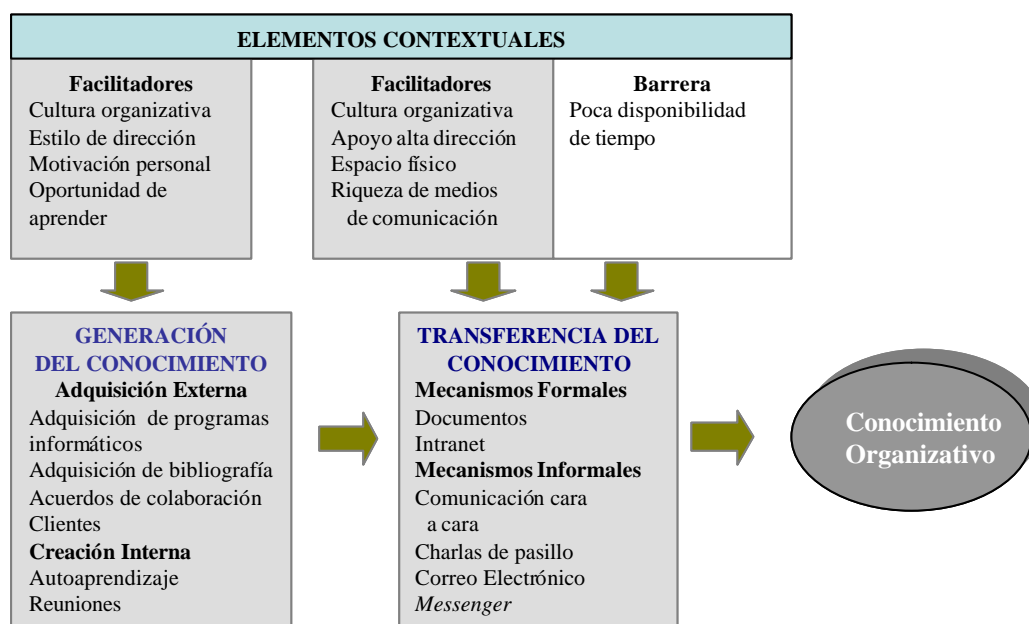 ELEMENTOS CONTEXTUALES
Facilitadores
Cultura organizativa
Estilo de dirección
Motivación personal
Oportunidad de
aprender
Facilitadores
Cultura organizativa
Apoyo alta dirección
Espacio físico
Riqueza de medios
de comunicación
Barrera
Poca disponibilidad
de tiempo
GENERACIÓN
DEL CONOCIMIENTO
Adquisición Externa
Adquisición de programas
informáticos
Adquisición de bibliografía
Acuerdos de colaboración
Clientes
Creación Interna
Autoaprendizaje
Reuniones
TRANSFERENCIA DEL
CONOCIMIENTO
Mecanismos Formales
Documentos
Intranet
Mecanismos Informales
Comunicación cara
a cara
Charlas de pasillo
Correo Electrónico
Messenger
Conocimiento
Organizativo